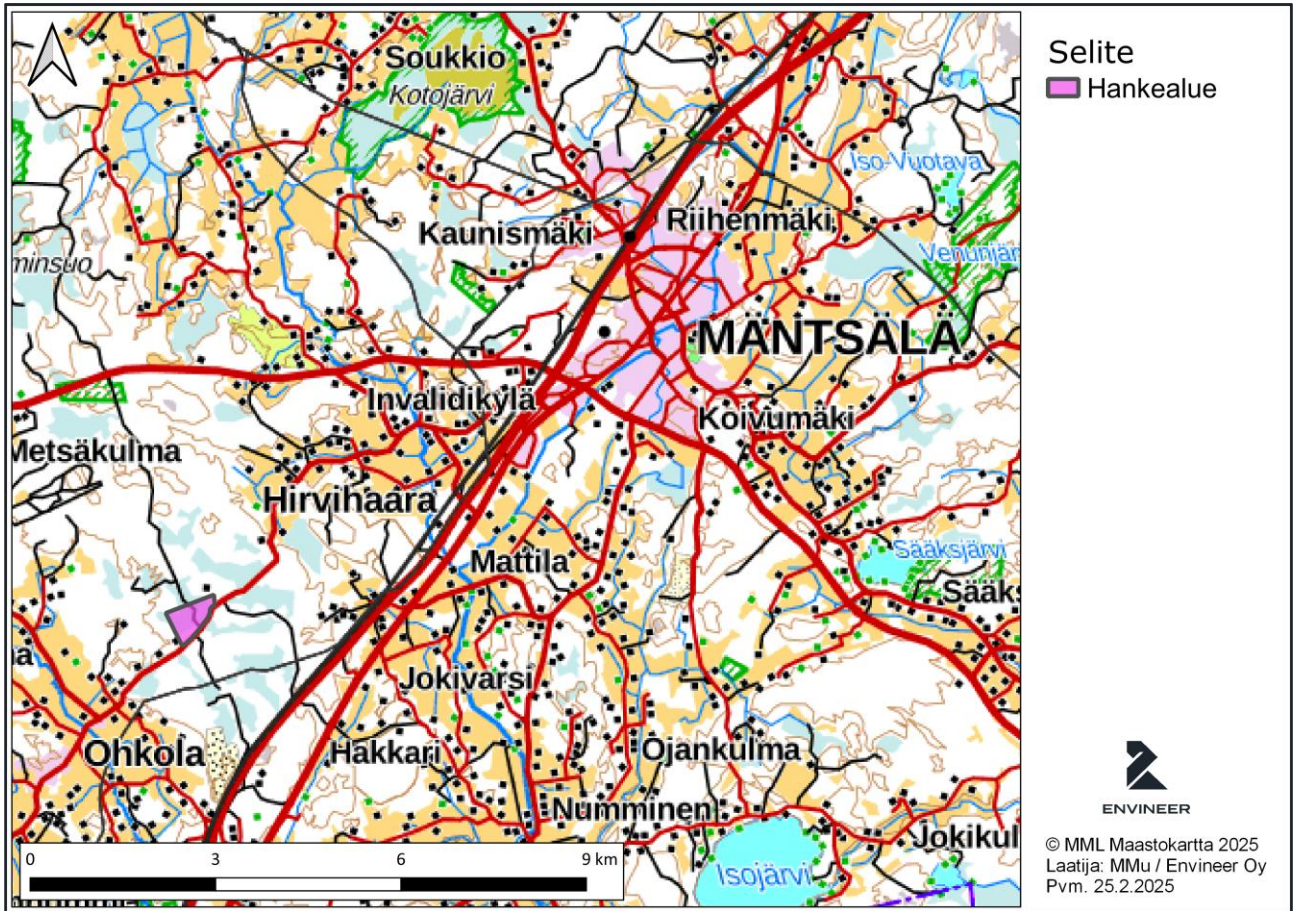 Soukkio
Kotojärvi
Iso-Vuotava
Kaunismäki
Riihenmäki
Venunjär
minsuo
MÄNTSÄLÄ
Invalidikylä
Koivumäki
Metsäkulma
Hirvihaara
Mattila
Sääksjärvi
Sääks
Jokivarsi
Ohkola
Hakkari
Ojankulma
Numminen
Jokikul
Isojärvi
0 3 6 9 km
Selite
Hankealue
ENVINEER
© MML Maastokartta 2025
Laatija: MMu / Envineer Oy
Pvm. 25.2.2025